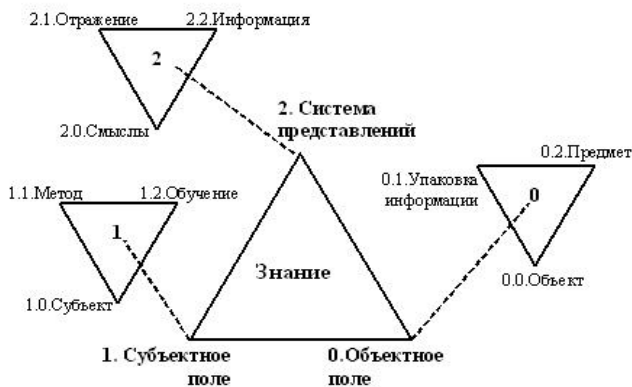 2.1.Отражение
2.2.Информация
2
2.0.Смыслы
2. Система
представлений
0.2.Предмет
0.1.Упаковка
информации
0
0.0.Объект
1.1.Метод
1.2.Обучение
1
1.0.Субъект
Знание
1. Субъектное
поле
0.Объектное
поле